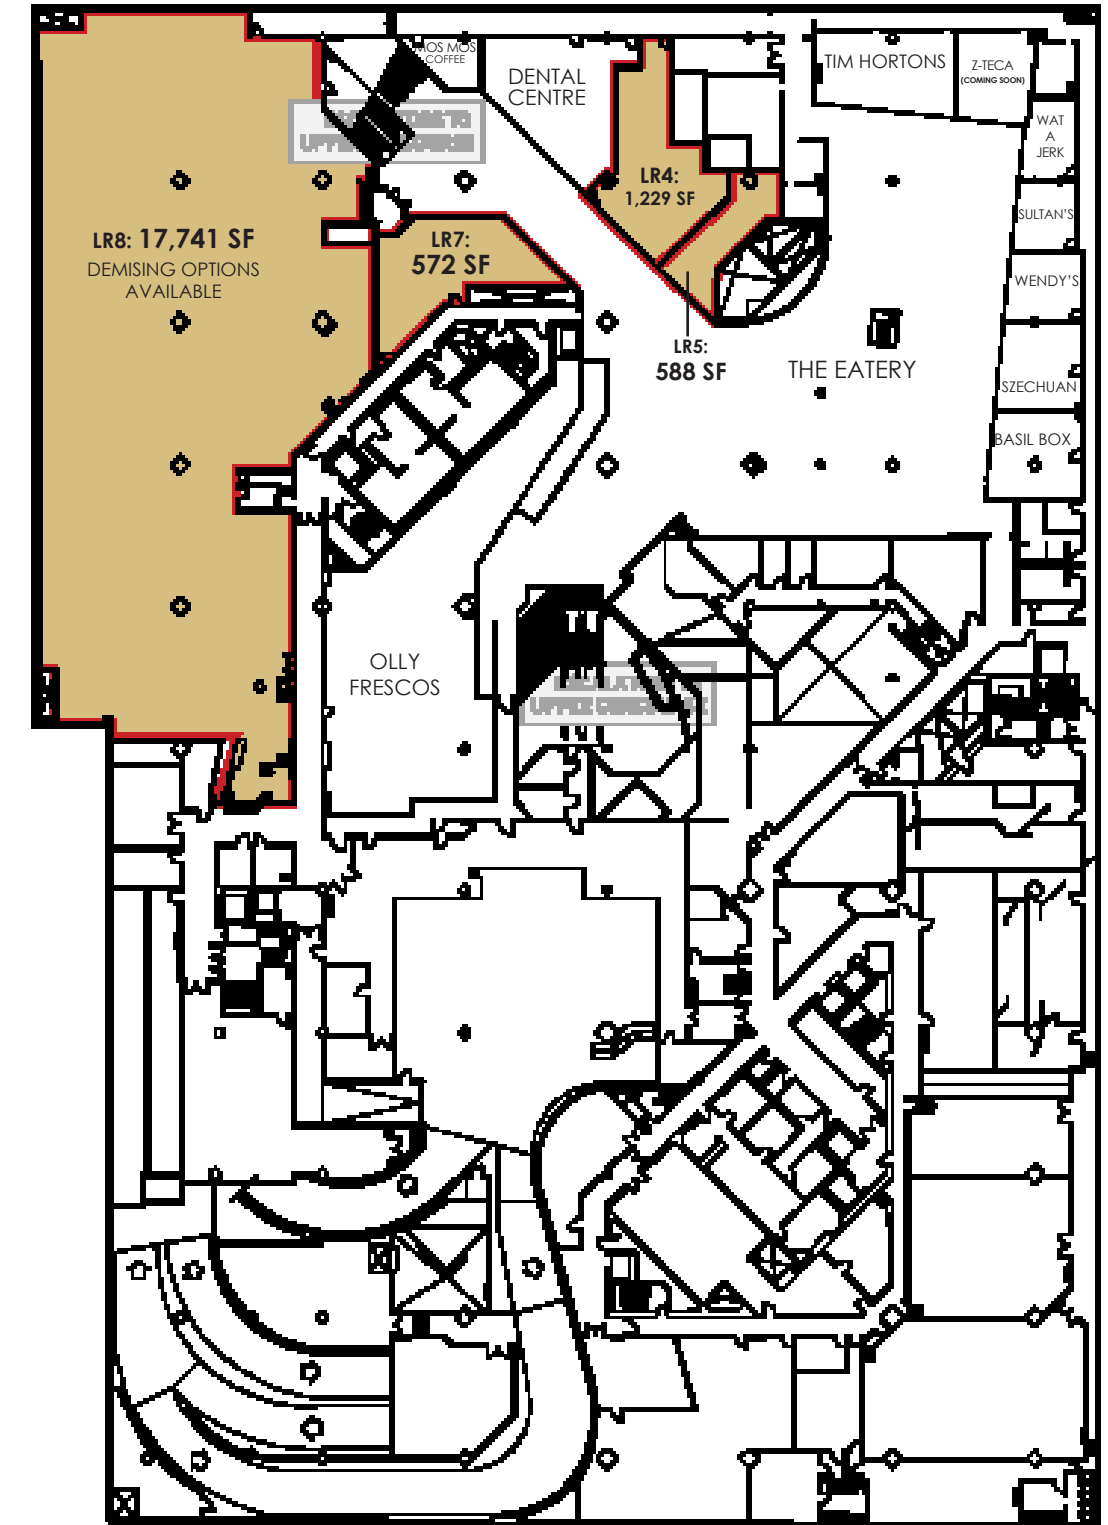 MOS MOS
COFFEE
DENTAL
CENTRE
TIM HORTONS
Z-TECA
(COMING SOON)
WAT
A
JERK
LR4:
1,229 SF
SULTAN'S
LR8: 17,741 SF
DEMISING OPTIONS
AVAILABLE
LR7:
572 SF
WENDY'S
LR5:
588 SF
THE EATERY
SZECHUAN
BASIL BOX
OLLY
FRESCOS